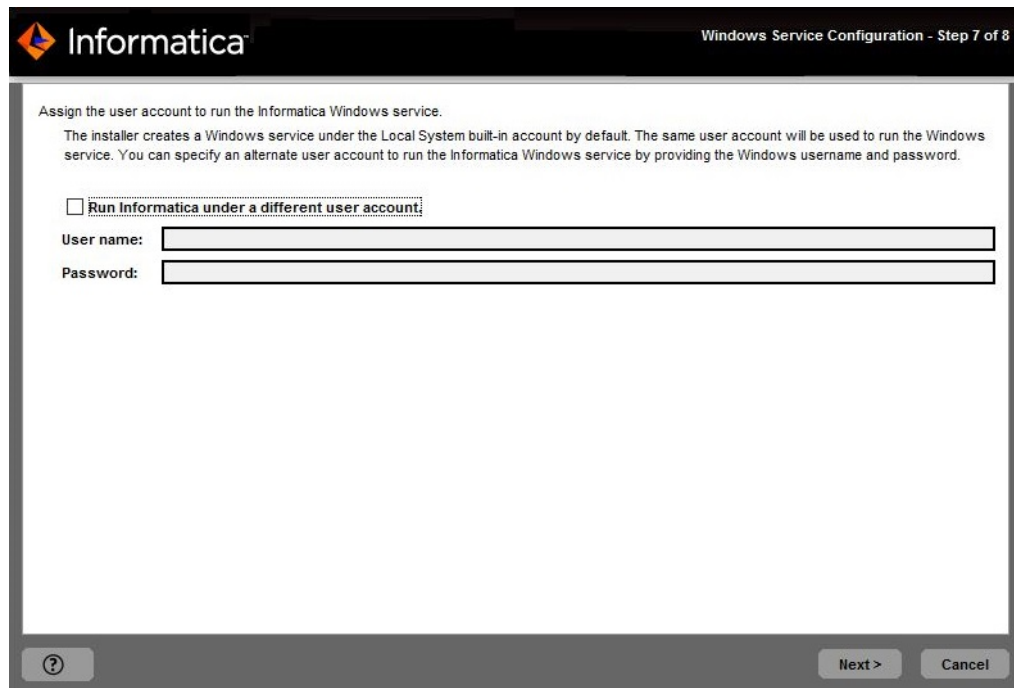 Informatica™
Windows Service Configuration - Step 7 of 8
Assign the user account to run the Informatica Windows service.
The installer creates a Windows service under the Local System built-in account by default. The same user account will be used to run the Windows
service. You can specify an alternate user account to run the Informatica Windows service by providing the Windows username and password.
Run Informatica under a different user account.
User name:
Password:
?
Next >
Cancel